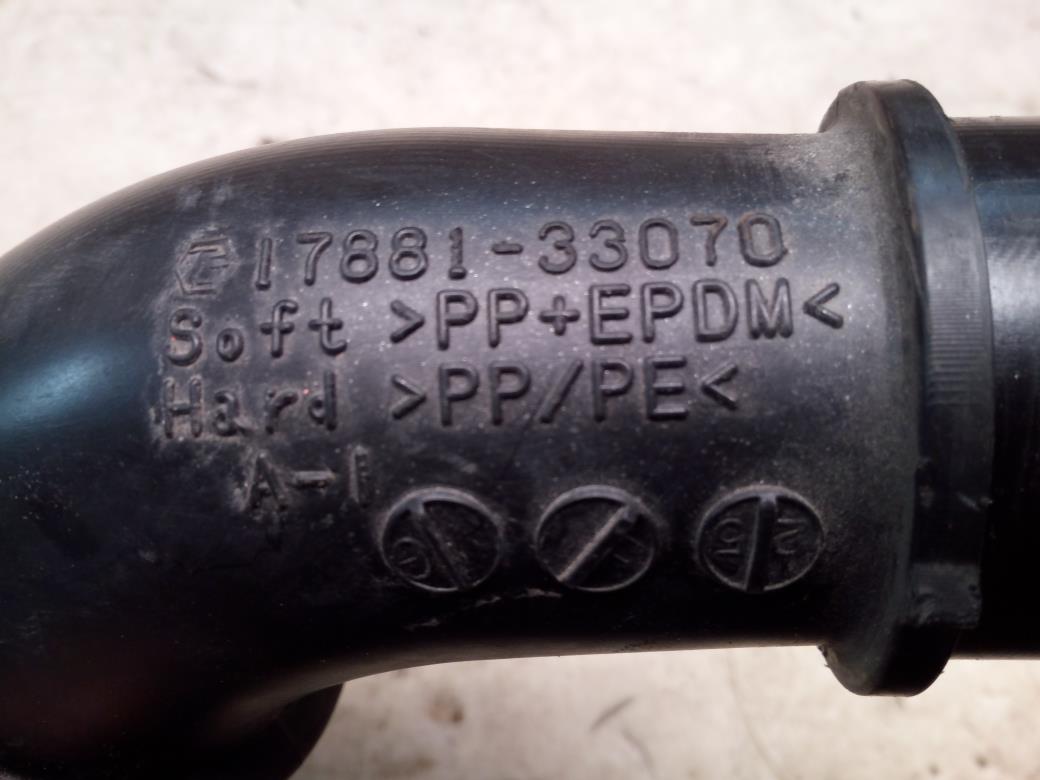 17881-33070
Soft >PP+EPDM<
Hard >PP/PE<
A-1